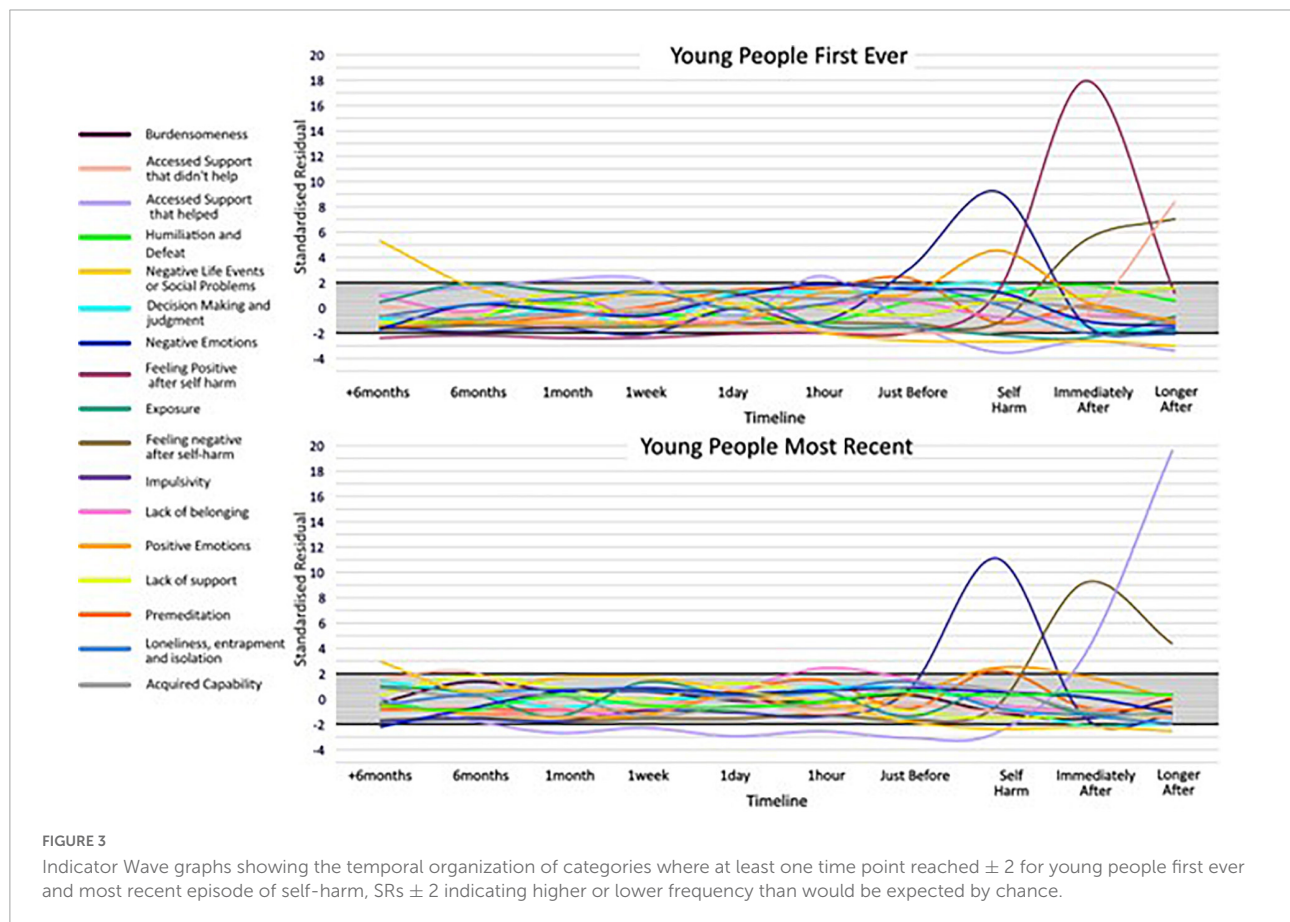 Young People First Ever
20
18
16
14
12
10
8
6
4
2
0
-2
-4
Standardised Residual
+6months 6months 1month 1week 1day 1hour Just Before Self Harm Immediately After Longer After
Timeline
Burdensomeness
Accessed Support
that didn't help
Accessed Support
that helped
Humiliation and
Defeat
Negative Life Events
or Social Problems
Decision Making and
judgment
Negative Emotions
Feeling Positive
after self harm
Exposure
Feeling negative
after self-harm
Impulsivity
Lack of belonging
Positive Emotions
Lack of support
Premeditation
Loneliness, entrapment
and isolation
Acquired Capability
Young People Most Recent
20
18
16
14
12
10
8
6
4
2
0
-2
-4
Standardised Residual
+6months 6months 1month 1week 1day 1hour Just Before Self Harm Immediately After Longer After
Timeline
FIGURE 3
Indicator Wave graphs showing the temporal organization of categories where at least one time point reached ± 2 for young people first ever
and most recent episode of self-harm, SRs ± 2 indicating higher or lower frequency than would be expected by chance.